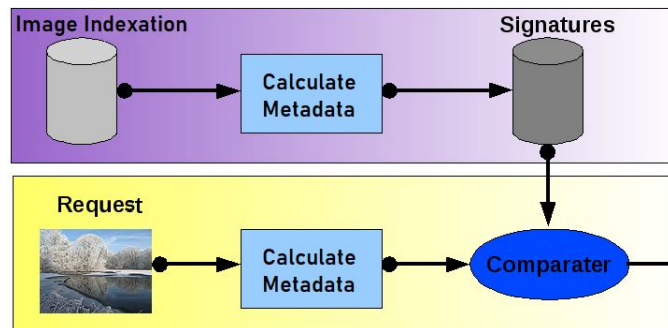 Image Indexation
Signatures
Calculate
Metadata
Request
Calculate
Metadata
Comparater